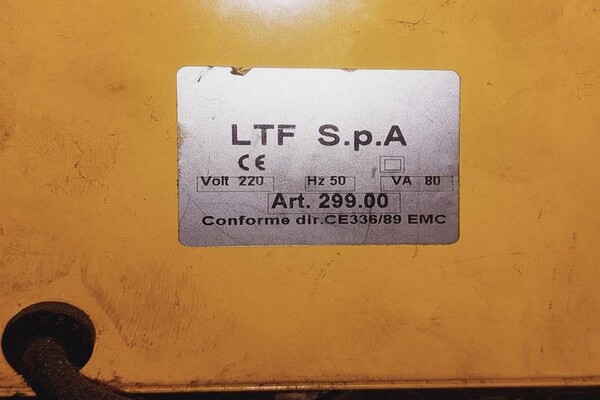 LTF S.p.A
CE
Volt 220 Hz 50 VA 80
Art. 299.00
Conforme dir.CE336/89 EMC